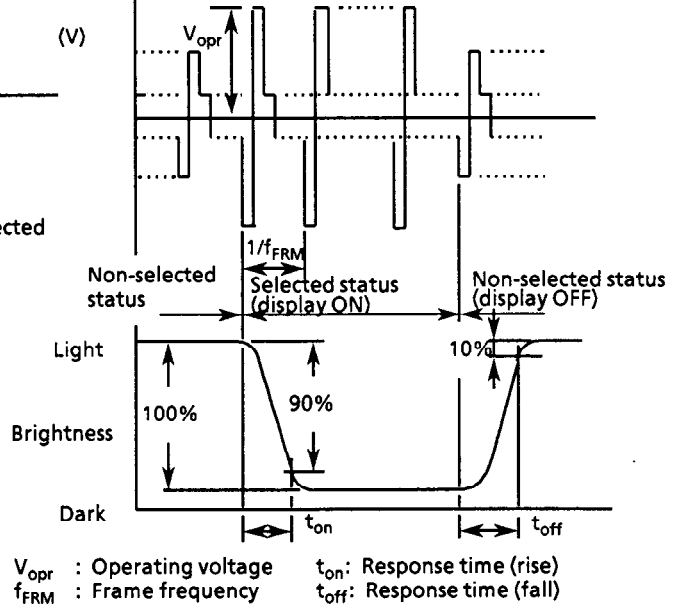 (V)
Vopr
1/fFRM
Non-selected status
Selected status (display ON)
Non-selected status (display OFF)
Light
10%
100%
90%
Brightness
Dark
ton
toff
Vopr : Operating voltage
ton: Response time (rise)
fFRM : Frame frequency
toff: Response time (fall)